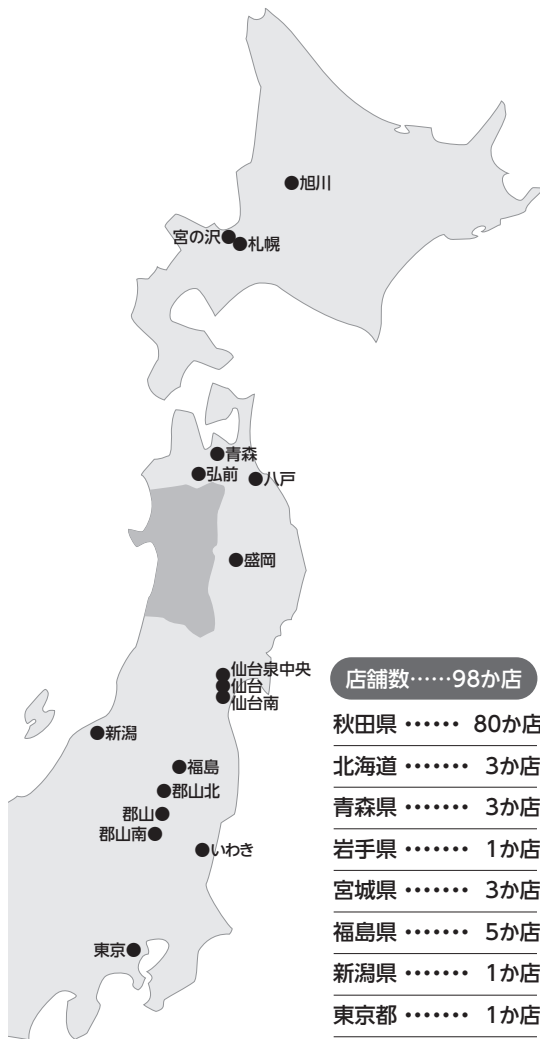 旭川
宮の沢
札幌
青森
弘前
八戸
盛岡
仙台泉中央
仙台
仙台南
新潟
福島
郡山北
郡山
郡山南
いわき
東京
店舗数……98か店
秋田県 …… 80か店
北海道 ……・ 3か店
青森県 ……・ 3か店
岩手県 ……・ 1か店
宮城県 ……・ 3か店
福島県 ……・ 5か店
新潟県 ……・ 1か店
東京都 ……・ 1か店